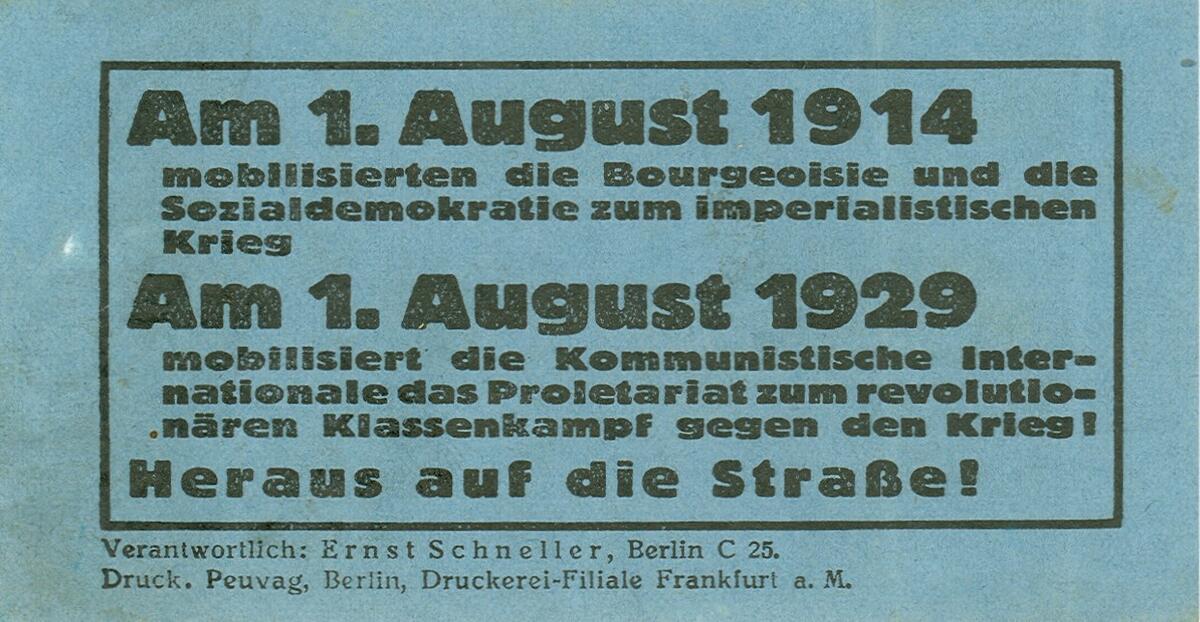 Am 1. August 1914
mobilisierten die Bourgeoisie und die
Sozialdemokratie zum imperialistischen
Krieg
Am 1. August 1929
mobilisiert die Kommunistische Inter-
nationale das Proletariat zum revolutio-
nären Klassenkampf gegen den Krieg!
Heraus auf die Straße!
Verantwortlich: Ernst Schneller, Berlin C 25.
Druck. Peuvag, Berlin, Druckerei-Filiale Frankfurt a. M.